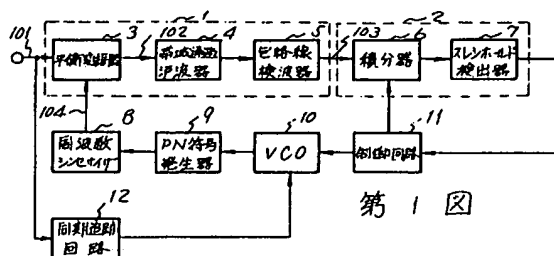 1
2
101
3
102
4
5
103
6
7
平衡変調器
帯域通過
沪波器
包絡線
検波器
積分器
スレシホールド
検出器
104
8
9
10
11
周波数
シンセサイザー
PN符号
発生器
VCO
制御回路
12
同期追跡
回路
第1図